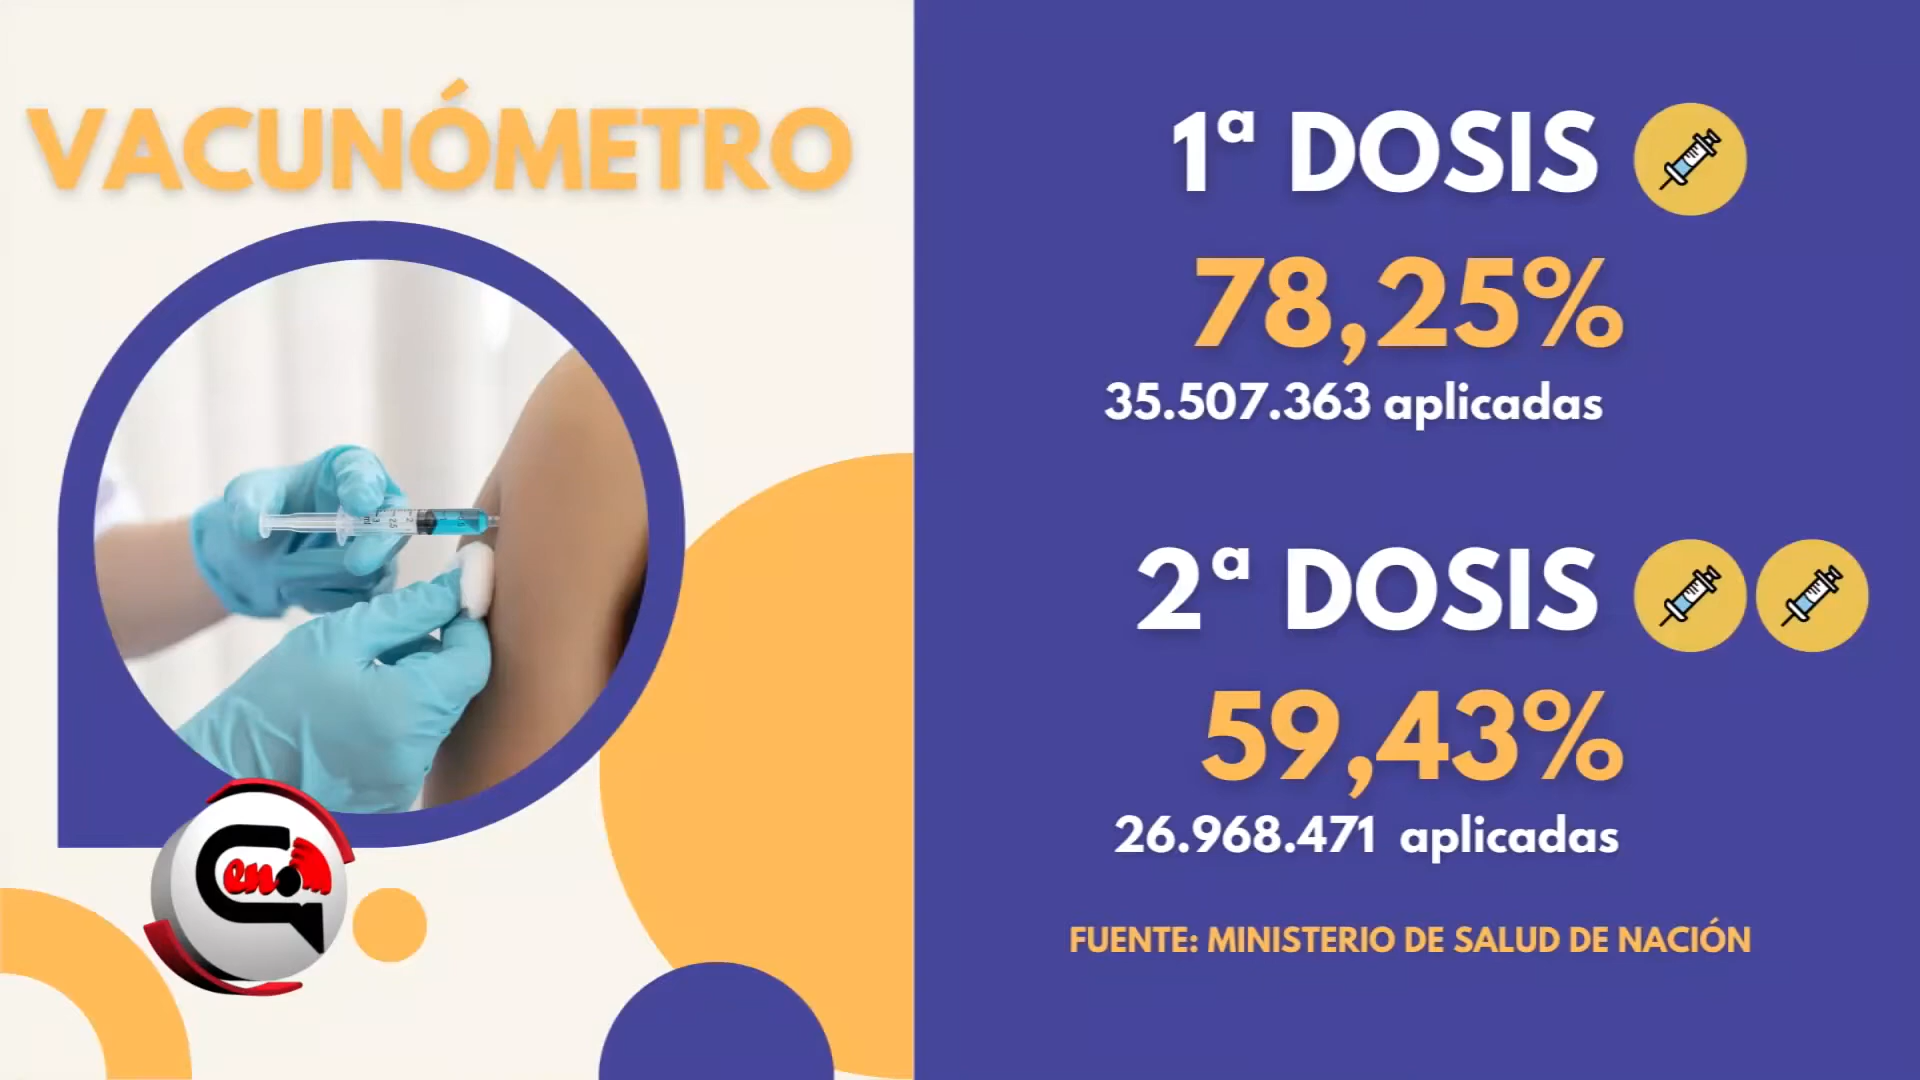 VACUNÓMETRO
1ª DOSIS
78,25%
35.507.363 aplicadas
2ª DOSIS
59,43%
26.968.471 aplicadas
FUENTE: MINISTERIO DE SALUD DE NACIÓN